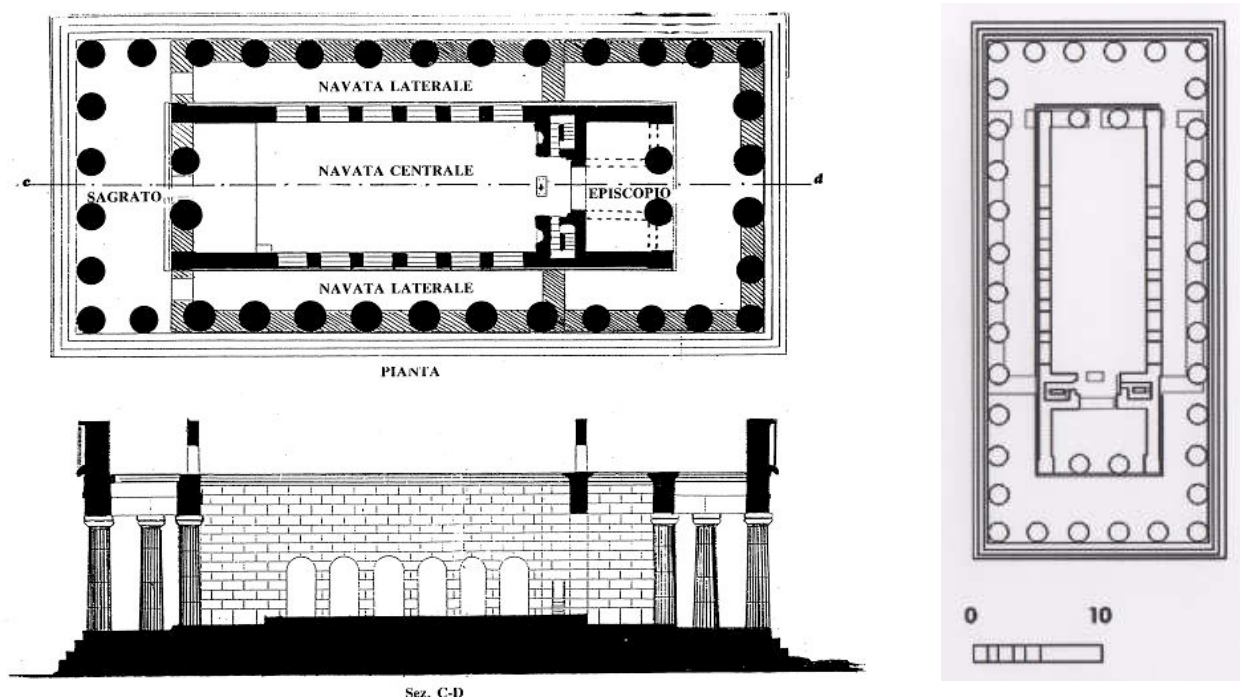 NAVATA LATERALE
c
NAVATA CENTRALE
d
SAGRATO
EPISCOPIO
NAVATA LATERALE
PIANTA
Sez. C-D
0 10